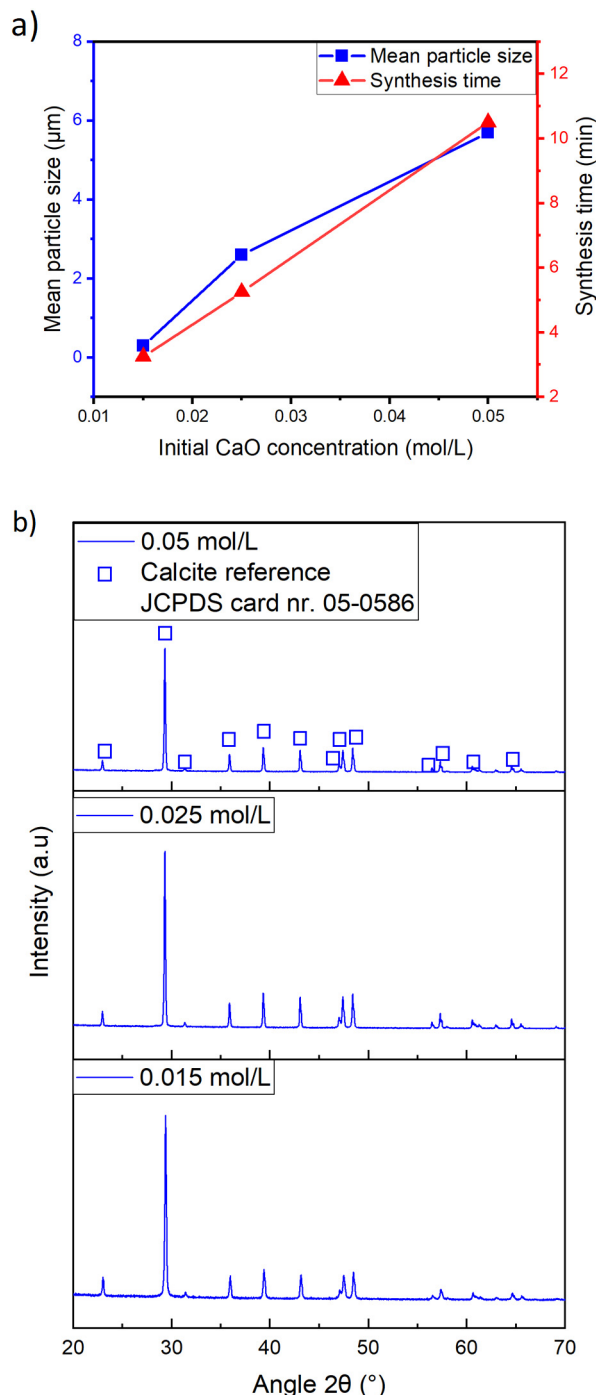 a)
Mean particle size
Synthesis time
Mean particle size (μm)
8
6
4
2
0
Synthesis time (min)
12
10
8
6
4
2
0.01 0.02 0.03 0.04 0.05
Initial CaO concentration (mol/L)
b)
0.05 mol/L
Calcite reference
JCPDS card nr. 05-0586
0.025 mol/L
Intensity (a.u)
0.015 mol/L
20 30 40 50 60 70
Angle 2θ (°)